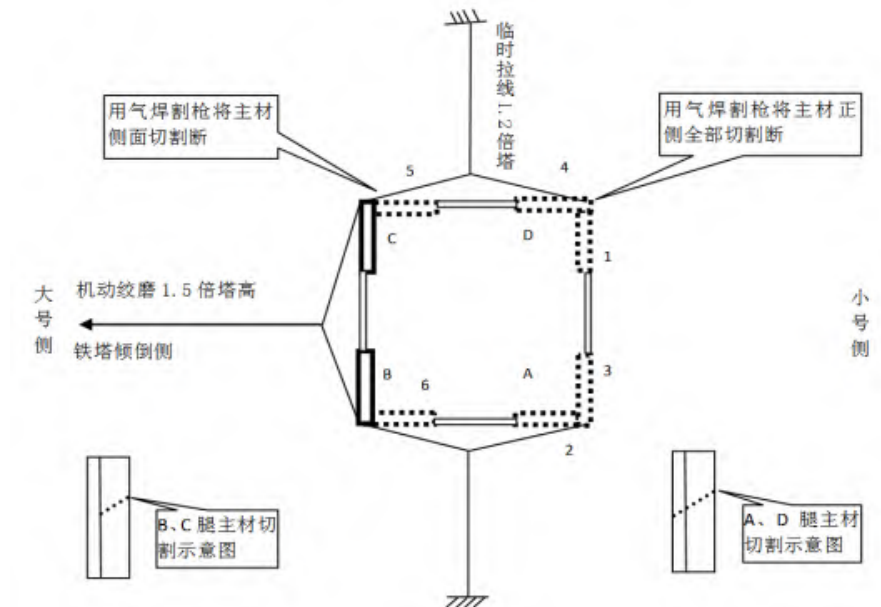 临时拉线1.2倍塔
用气焊割枪将主材
侧面切割断
用气焊割枪将主材正
侧全部切割断
5
4
C
D
1
大号侧
机动绞磨1.5倍塔高
铁塔倾倒侧
小号侧
B
6
A
3
2
B、C腿主材切
割示意图
A、D 腿主材
切割示意图